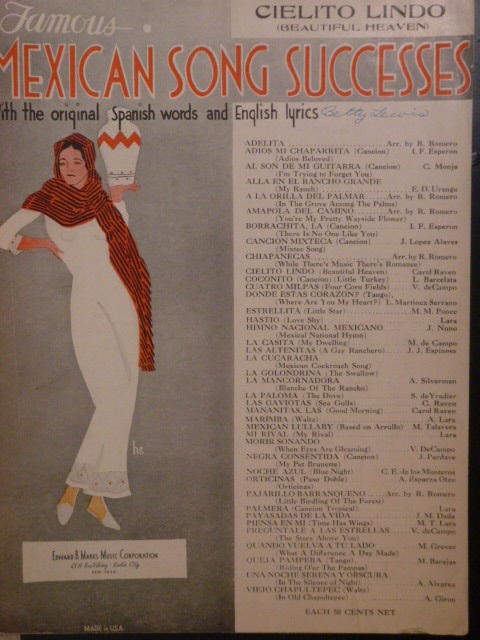 CIELITO LINDO
(BEAUTIFUL HEAVEN)
Famous
MEXICAN SONG SUCCESSES
With the original Spanish words and English lyrics
Betty Lewis
ADELITA Arr. by R. Romero
ADIOS MI CHAPARRITA (Cancion) I. F. Esperon
(Adios Beloved)
AL SON DE MI GUITARRA (Cancion) C. Monje
(I'm Trying to Forget You)
ALLA EN EL RANCHO GRANDE
(My Ranch) E. D. Uranga
A LA ORILLA DEL PALMAR Arr. by R. Romero
(In the Grove Among The Palms)
AMAPOLA DEL CAMINO Arr. by R. Romero
(You're My Pretty Wayside Flower)
BORRACHITA, LA (Cancion) I. F. Esperon
(There Is No One Like You)
CANCION MIXTECA (Cancion) J. Lopez Alaves
(Mixtec Song)
CHIAPANECAS Arr. by R. Romero
(While There's Music There's Romance)
CIELITO LINDO (Beautiful Heaven) Carol Raven
COCONITO (Cancion) (Little Turkey) L. Barcelata
CUATRO MILPAS (Four Corn Fields) V. deCampo
DONDE ESTAS CORAZON? (Tango),
(Where Are You My Heart?) L. Martinez Serrano
ESTRELLITA (Little Star) M. M. Ponce
HASTIO (Love Shy) Lara
HIMNO NACIONAL MEXICANO J. Nuno
(Mexical National Hymn)
LA CASITA (My Dwelling) M. de Campo
LAS ALTENITAS (A Gay Ranchero) J. J. Espinosa
LA CUCARACHA
(Mexican Cockroach Song)
LA GOLONDRINA (The Swallow)
LA MANCORNADORA A. Silverman
(Blanche Of The Rancho)
LA PALOMA (The Dove) S. deYradier
LAS GAVIOTAS (Sea Gulls) C. Raven
MANANITAS, LAS (Good Morning) Carol Raven
MARIMBA (Waltz) A. Lara
MEXICAN LULLABY (Based on Arrullo) M. Talavera
MI RIVAL (My Rival) Lara
MORIR SONANDO
(When Eyes are Gleaming) V. DeCampo
NEGRA CONSENTIDA (Cancion) J. Pardave
(My Pet Brunette)
NOCHE AZUL (Blue Night) C. E. de los Monteros
ORTICINAS (Paso Doble) A. Esparza Oteo
(Orticinas)
PAJARILLO BARRANQUENO Arr. by R. Romero
(Little Birdling Of The Forest)
PALMERA (Cancion Tropical) Lara
PAYASADAS DE LA VIDA J. M. Dada
PIENSA EN MI (Time Has Wings) M. T. Lara
PREGUNTALE A LAS ESTRELLAS V. deCampo
(The Stars Above You)
QUANDO VUELVA A TU LADO M. Grever
(What A Difference A Day Made)
QUEJA PAMPERA (Tango) M. Barajas
(Riding O'er The Pampas)
UNA NOCHE SERENA Y OBSCURA
(In The Silence of Night) A. Alvarez
VIEJO CHAPULTEPEC (Waltz)
(In Old Chapultepec) A. Giron
EACH 50 CENTS NET
hs
EDWARD B. MARKS MUSIC CORPORATION
RCA Building · Radio City
NEW YORK
MADE in U.S.A.